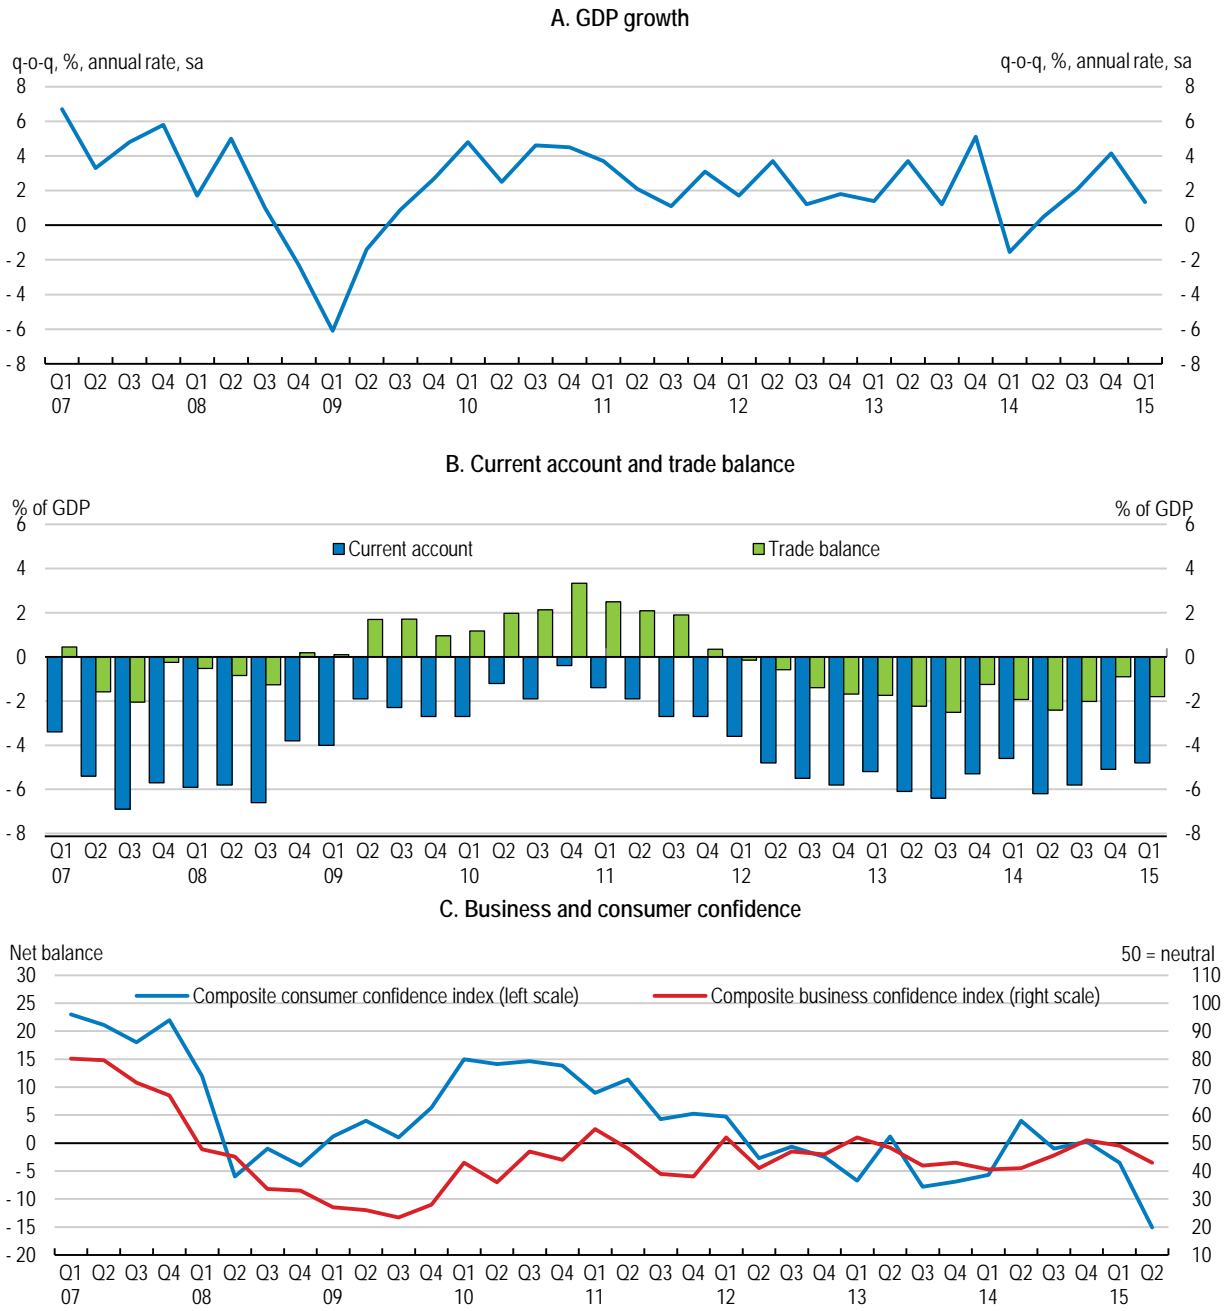 A. GDP growth
q-o-q, %, annual rate, sa q-o-q, %, annual rate, sa
8 8
6 6
4 4
2 2
0 0
- 2 - 2
- 4 - 4
- 6 - 6
- 8 - 8
Q1 Q2 Q3 Q4 Q1 Q2 Q3 Q4 Q1 Q2 Q3 Q4 Q1 Q2 Q3 Q4 Q1 Q2 Q3 Q4 Q1 Q2 Q3 Q4 Q1 Q2 Q3 Q4 Q1 Q2 Q3 Q4 Q1
07 08 09 10 11 12 13 14 15
B. Current account and trade balance
% of GDP % of GDP
6 6
Current account Trade balance
4 4
2 2
0 0
- 2 -2
- 4 -4
- 6 -6
- 8 -8
Q1 Q2 Q3 Q4 Q1 Q2 Q3 Q4 Q1 Q2 Q3 Q4 Q1 Q2 Q3 Q4 Q1 Q2 Q3 Q4 Q1 Q2 Q3 Q4 Q1 Q2 Q3 Q4 Q1 Q2 Q3 Q4 Q1
07 08 09 10 11 12 13 14 15
C. Business and consumer confidence
Net balance 50 = neutral
30 110
Composite consumer confidence index (left scale) Composite business confidence index (right scale)
25 100
20 90
15 80
10 70
5 60
0 50
- 5 40
- 10 30
- 15 20
- 20 10
Q1 Q2 Q3 Q4 Q1 Q2 Q3 Q4 Q1 Q2 Q3 Q4 Q1 Q2 Q3 Q4 Q1 Q2 Q3 Q4 Q1 Q2 Q3 Q4 Q1 Q2 Q3 Q4 Q1 Q2 Q3 Q4 Q1 Q2
07 08 09 10 11 12 13 14 15